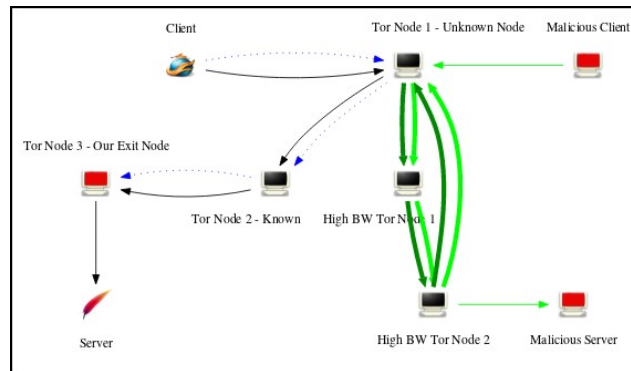 Client
Tor Node 1 - Unknown Node
Malicious Client
Tor Node 3 - Our Exit Node
Tor Node 2 - Known
High BW Tor Node 1
Server
High BW Tor Node 2
Malicious Server